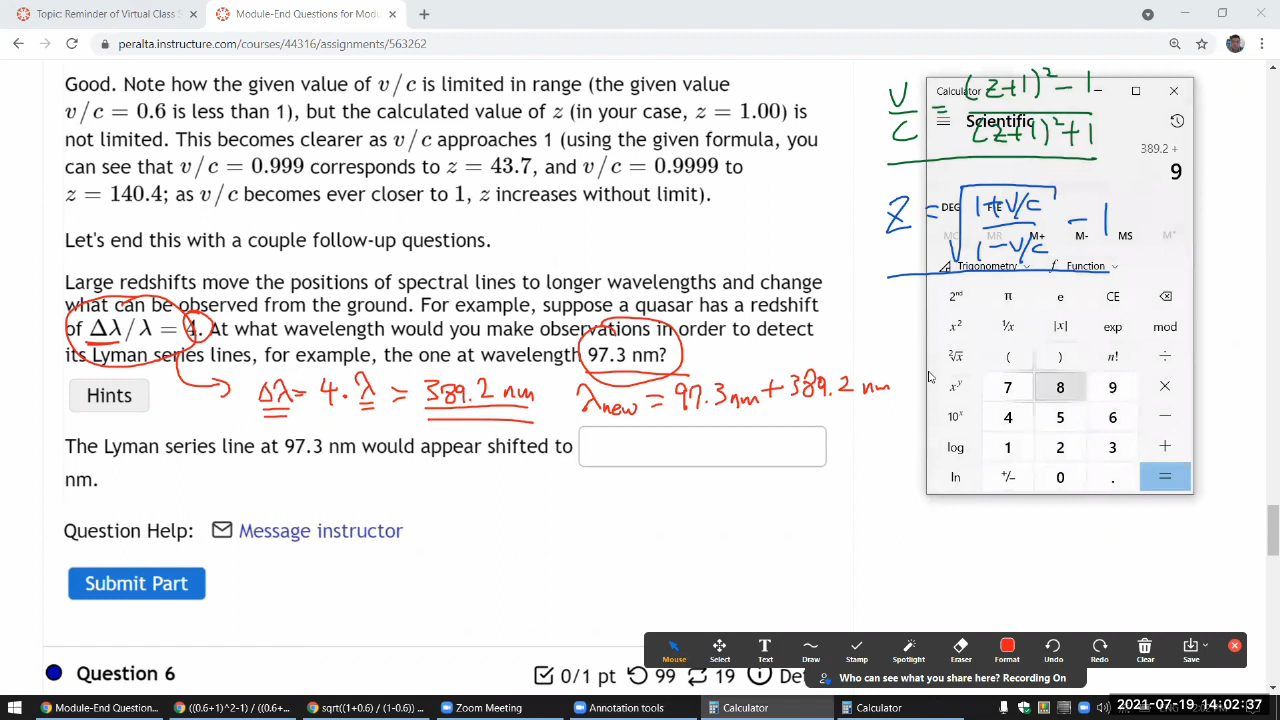 Topic: Reminder of Virtual Class
Module-End Questions for Modu
peralta.instructure.com/courses/44316/assignments/563262
Good. Note how the given value of v/c is limited in range (the given value
v/c = 0.6 is less than 1), but the calculated value of z (in your case, z = 1.00) is
not limited. This becomes clearer as v/c approaches 1 (using the given formula, you
can see that v/c = 0.999 corresponds to z = 43.7, and v/c = 0.9999 to
z = 140.4; as v/c becomes ever closer to 1, z increases without limit).
Let's end this with a couple follow-up questions.
Large redshifts move the positions of spectral lines to longer wavelengths and change
what can be observed from the ground. For example, suppose a quasar has a redshift
of Δλ/λ = 4. At what wavelength would you make observations in order to detect
its Lyman series lines, for example, the one at wavelength 97.3 nm?
Δλ = 4·λ = 389.2 nm λnew = 97.3nm + 389.2 nm
Hints
The Lyman series line at 97.3 nm would appear shifted to
nm.
Question Help: Message instructor
Submit Part
Question 6
0/1 pt 99 19
v/c = (z+1)² − 1 / (z+1)² + 1
z = √(1+v/c / 1−v/c) − 1
Calculator
Scientific
389.2 +
9
DEG
MC MR M+ M- MS
Trigonometry Function
2ⁿᵈ π e CE
x² ¹/x |x| exp mod
²√x ( ) n! ÷
xʸ 7 8 9 ×
10ˣ 4 5 6 −
log 1 2 3 +
ln +/− 0 . =
Mouse Select Text Draw Stamp Spotlight Eraser Format Undo Redo Clear Save
Who can see what you share here? Recording On
Module-End Question…
((0.6+1)^2-1) / ((0.6+…
sqrt((1+0.6) / (1-0.6)…
Zoom Meeting
Annotation tools
Calculator
Calculator
2021-07-19 14:02:37